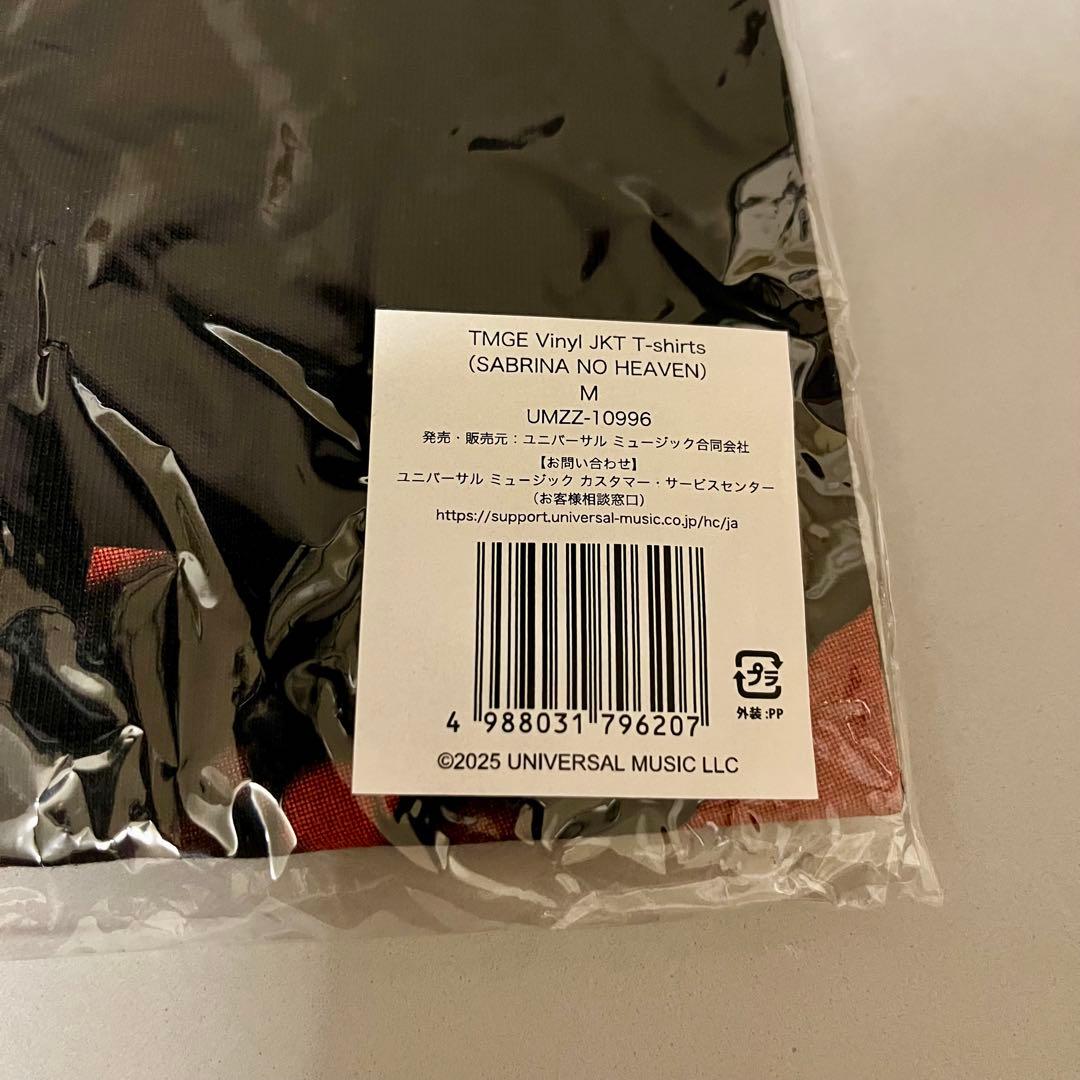 TMGE Vinyl JKT T-shirts
（SABRINA NO HEAVEN）
M
UMZZ-10996
発売・販売元：ユニバーサル ミュージック合同会社
【お問い合わせ】
ユニバーサル ミュージック カスタマー・サービスセンター
（お客様相談窓口）
https://support.universal-music.co.jp/hc/ja
4 988031 796207
プラ
外装:PP
©2025 UNIVERSAL MUSIC LLC